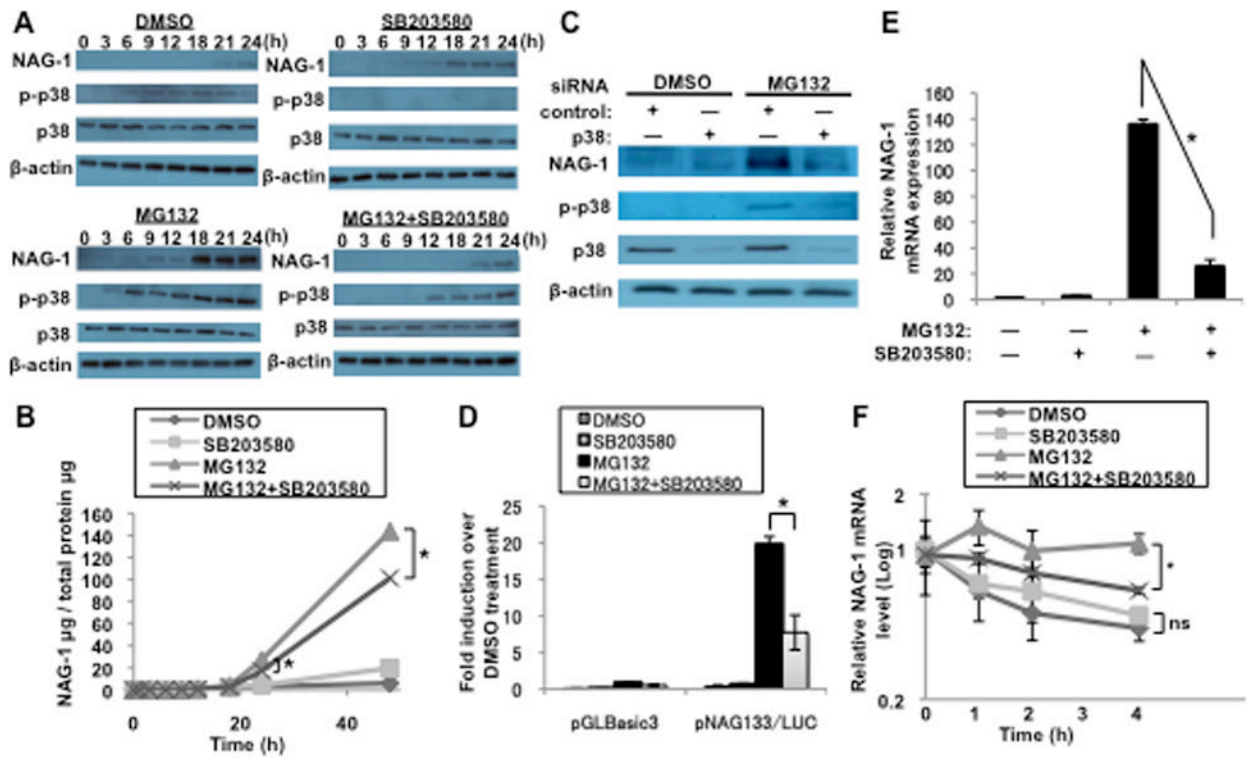 A
DMSO
0 3 6 9 12 18 21 24(h)
NAG-1
p-p38
p38
β-actin
SB203580
0 3 6 9 12 18 21 24(h)
NAG-1
p-p38
p38
β-actin
MG132
0 3 6 9 12 18 21 24(h)
NAG-1
p-p38
p38
β-actin
MG132+SB203580
0 3 6 9 12 18 21 24(h)
NAG-1
p-p38
p38
β-actin
C
DMSO MG132
siRNA
control: + — + —
p38: — + — +
NAG-1
p-p38
p38
β-actin
E
Relative NAG-1
mRNA expression
160
140
120
100
80
60
40
20
0
*
MG132: — — + +
SB203580: — + — +
B
DMSO
SB203580
MG132
MG132+SB203580
NAG-1 µg / total protein µg
160
140
120
100
80
60
40
20
0
*
*
0 20 40
Time (h)
D
DMSO
SB203580
MG132
MG132+SB203580
Fold induction over
DMSO treatment
25
20
15
10
5
0
*
pGLBasic3 pNAG133/LUC
F
DMSO
SB203580
MG132
MG132+SB203580
Relative NAG-1 mRNA
level (Log)
2
1
0.2
*
ns
0 1 2 3 4
Time (h)